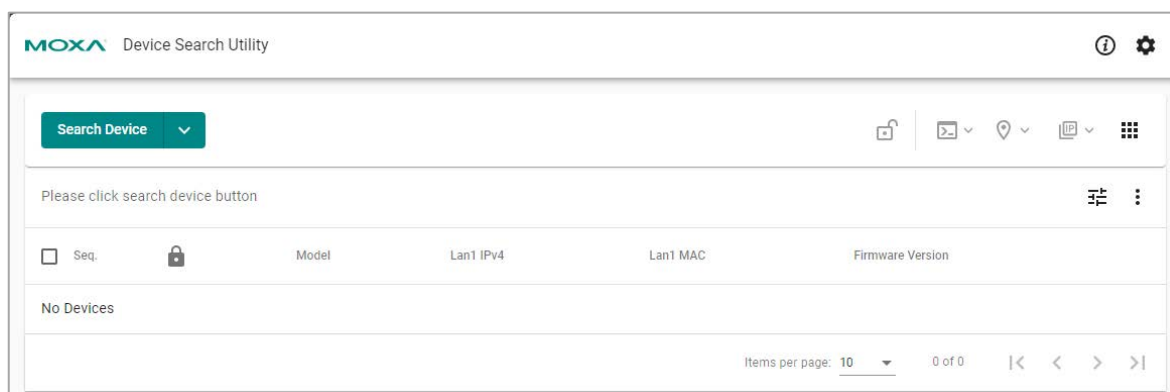 MOXA Device Search Utility
Search Device
IP
Please click search device button
Seq. Model Lan1 IPv4 Lan1 MAC Firmware Version
No Devices
Items per page: 10 0 of 0